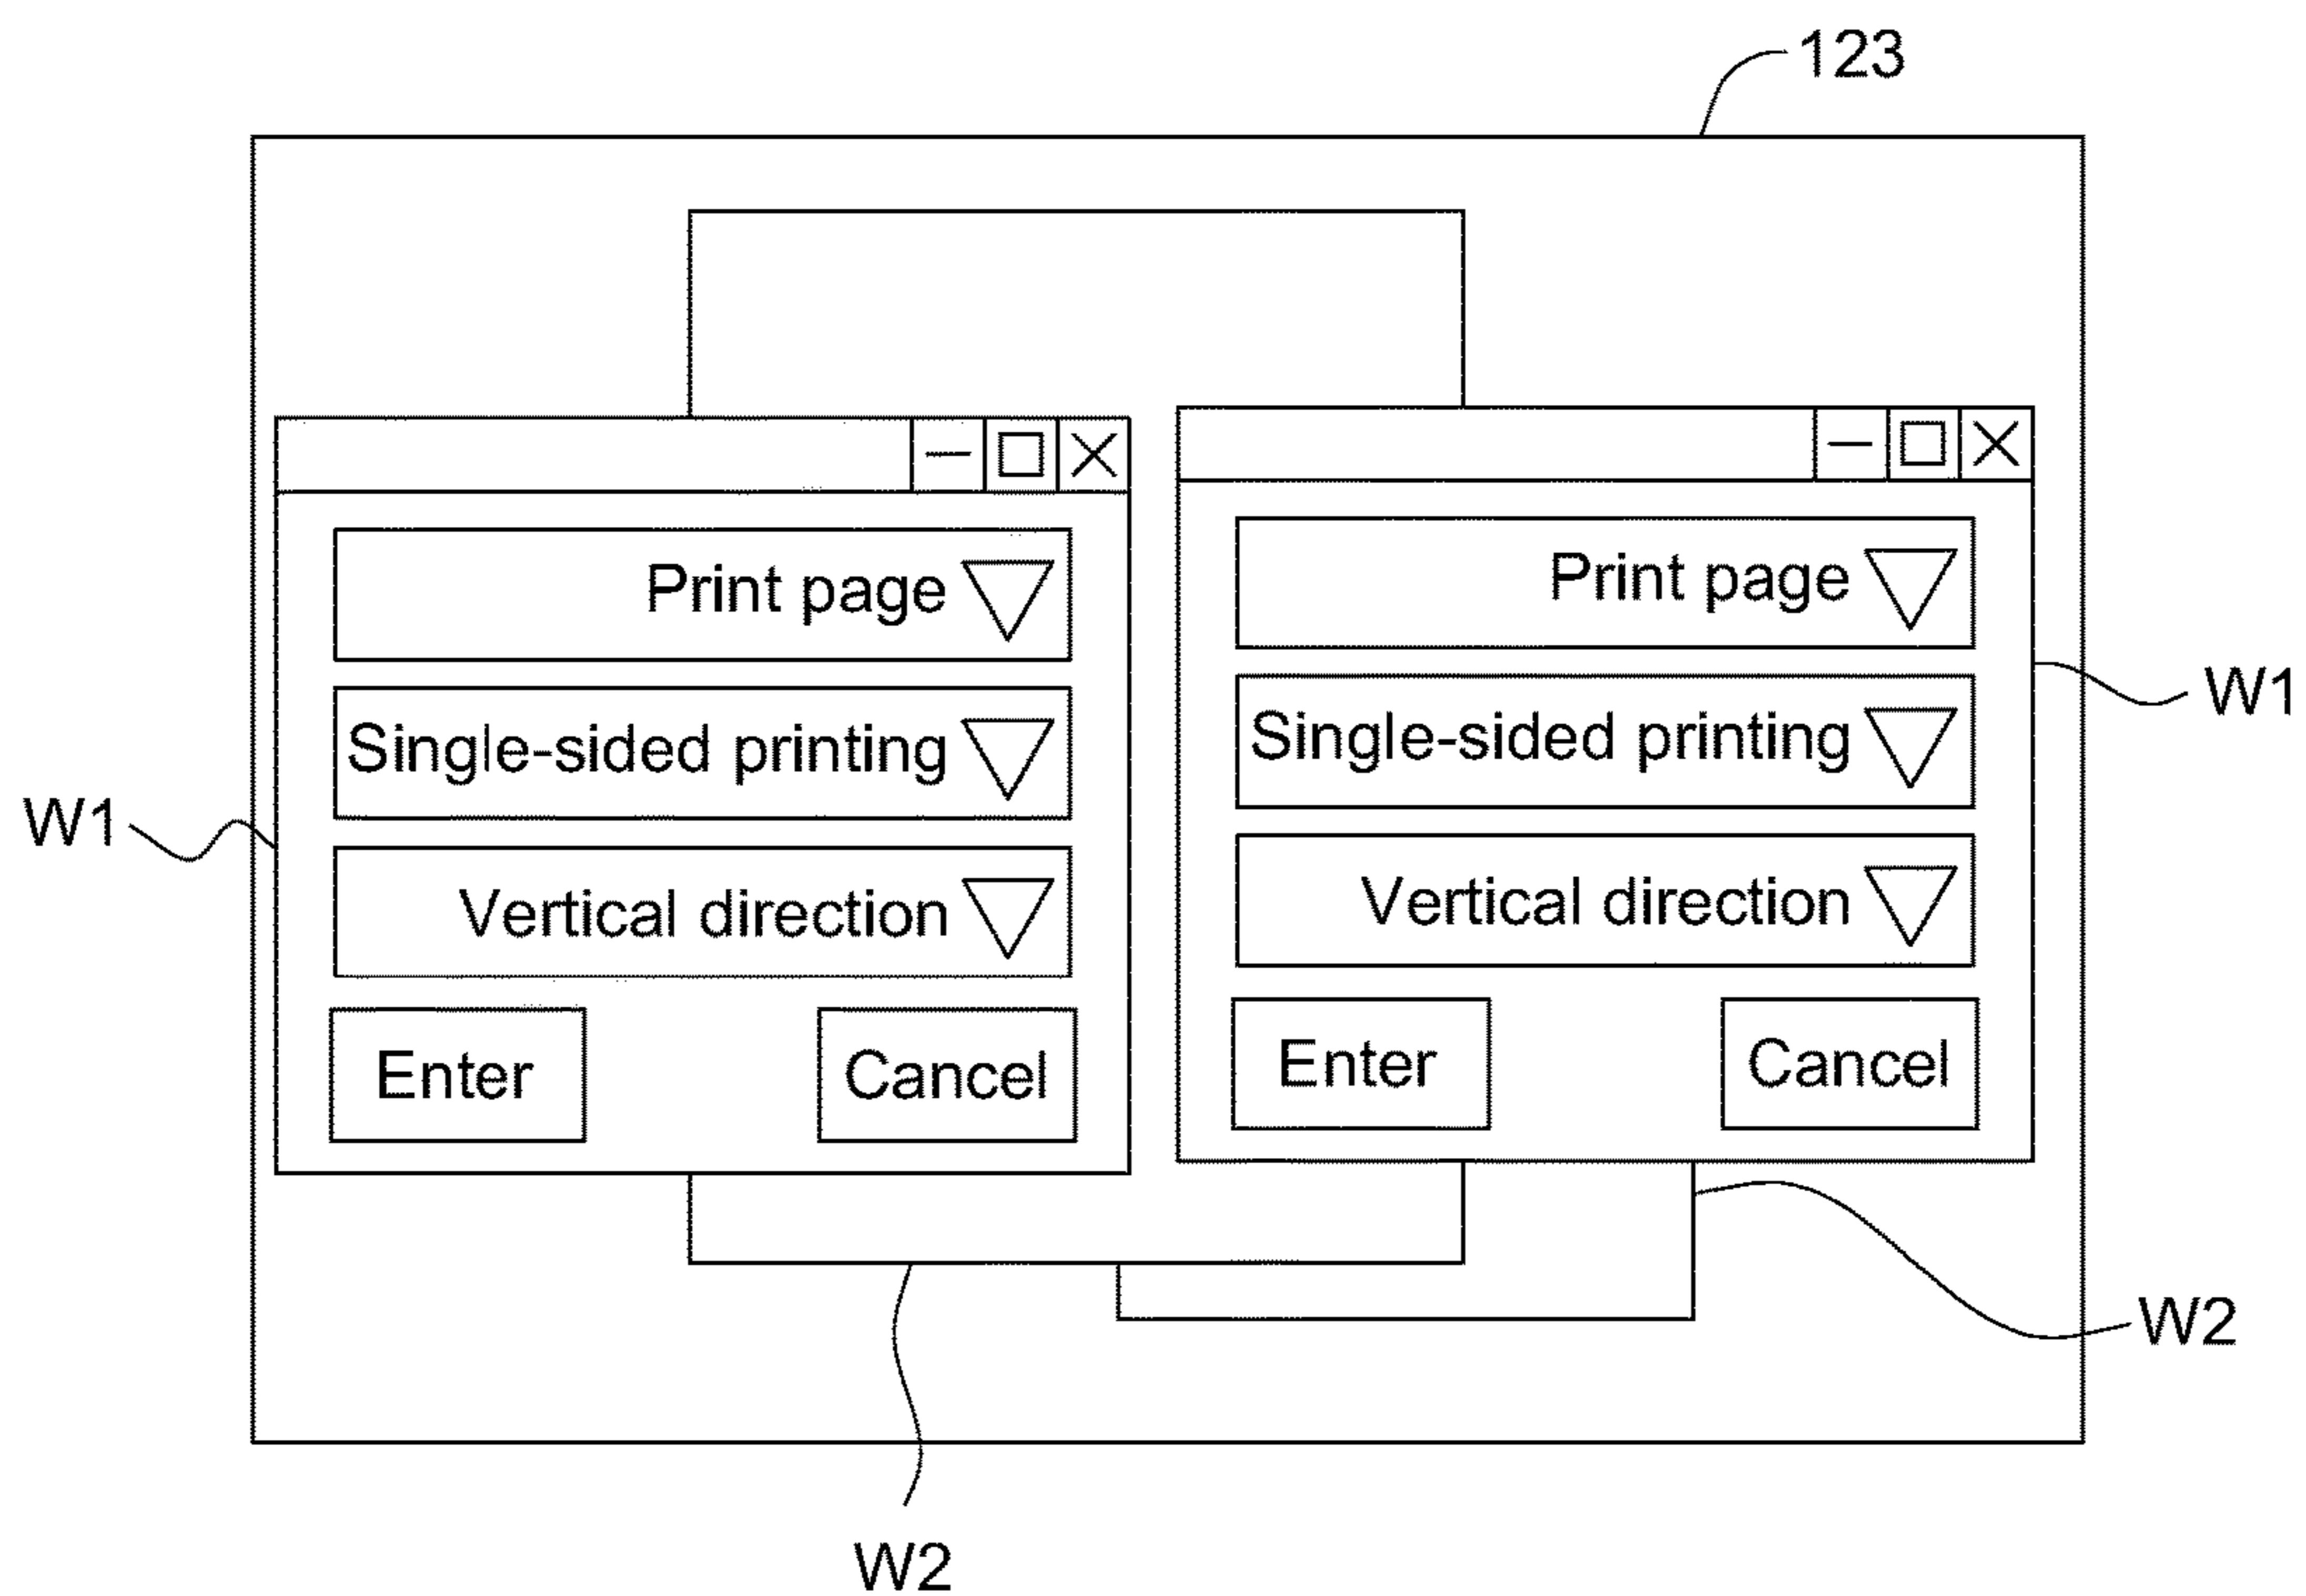 123
Print page
Single-sided printing
Vertical direction
Enter
Cancel
W1
Print page
Single-sided printing
Vertical direction
Enter
Cancel
W1
W2
W2